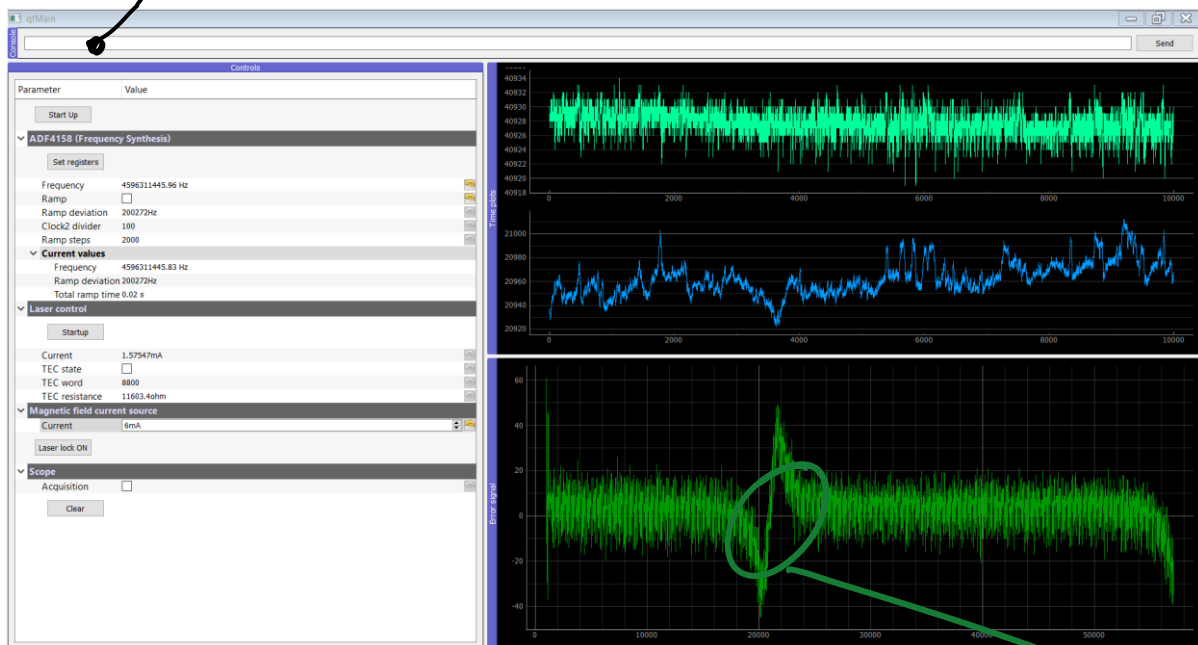 qtMain
Console
Send
Controls
Parameter Value
Start Up
ADF4158 (Frequency Synthesis)
Set registers
Frequency 4596311445.96 Hz
Ramp
Ramp deviation 200272Hz
Clock2 divider 100
Ramp steps 2000
Current values
Frequency 4596311445.83 Hz
Ramp deviation 200272Hz
Total ramp time 0.02 s
Laser control
Startup
Current 1.57547mA
TEC state
TEC word 8800
TEC resistance 11603.4ohm
Magnetic field current source
Current 6mA
Laser lock ON
Scope
Acquisition
Clear
Time plots
40934
40932
40930
40928
40926
40924
40922
40920
40918
0 2000 4000 6000 8000 10000
21000
20980
20960
20940
20920
0 2000 4000 6000 8000 10000
Error signal
60
40
20
0
-20
-40
0 10000 20000 30000 40000 50000